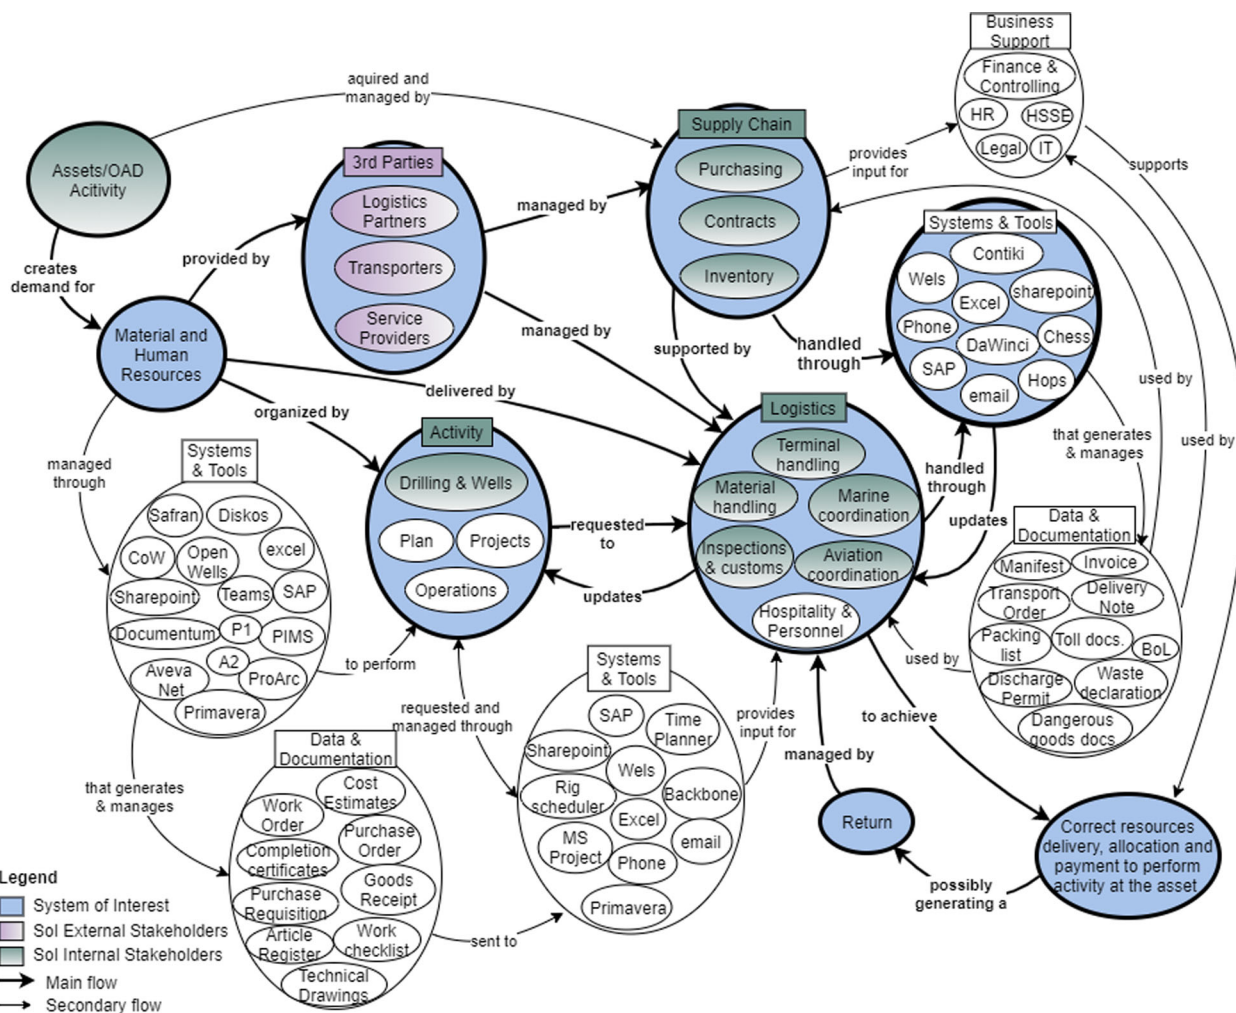 Business
Support
Finance &
Controlling
HR
HSSE
Legal
IT
aquired and
managed by
Supply Chain
Purchasing
Contracts
Inventory
provides
input for
supports
Assets/OAD
Acitivity
3rd Parties
Logistics
Partners
Transporters
Service
Providers
managed by
managed by
creates
demand for
provided by
Material and
Human
Resources
Systems & Tools
Contiki
Wels
sharepoint
Excel
Phone
DaWinci
Chess
SAP
Hops
email
supported by
handled
through
used by
used by
that generates
& manages
delivered by
organized by
Activity
Drilling & Wells
Plan
Projects
Operations
requested
to
updates
Logistics
Terminal
handling
Material
handling
Marine
coordination
Inspections
& customs
Aviation
coordination
Hospitality &
Personnel
handled
through
updates
managed
through
Systems
& Tools
Safran
Diskos
CoW
Open
Wells
excel
Sharepoint
Teams
SAP
Documentum
P1
PIMS
A2
Aveva
Net
ProArc
Primavera
to perform
requested and
managed through
Data &
Documentation
Manifest
Invoice
Transport
Order
Delivery
Note
Packing
list
Toll docs.
BoL
Discharge
Permit
Waste
declaration
Dangerous
goods docs.
used by
Systems
& Tools
SAP
Time
Planner
Sharepoint
Wels
Rig
scheduler
Backbone
Excel
MS
Project
email
Phone
Primavera
provides
input for
managed by
to achieve
Return
Correct resources
delivery, allocation and
payment to perform
activity at the asset
possibly
generating a
that generates
& manages
Data &
Documentation
Cost
Estimates
Work
Order
Purchase
Order
Completion
certificates
Goods
Receipt
Purchase
Requisition
Article
Register
Work
checklist
Technical
Drawings
sent to
Legend
System of Interest
SoI External Stakeholders
SoI Internal Stakeholders
Main flow
Secondary flow